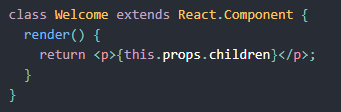 class Welcome extends React.Component {
  render() {
    return <p>{this.props.children}</p>;
  }
}